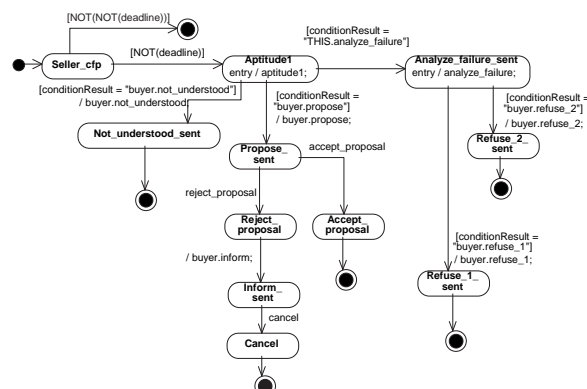 [NOT(NOT(deadline))]
[conditionResult =
"THIS.analyze_failure"]
[NOT(deadline)]
Seller_cfp
Aptitude1
entry / aptitude1;
Analyze_failure_sent
entry / analyze_failure;
[conditionResult = "buyer.not_understood"]
/ buyer.not_understood;
[conditionResult =
"buyer.propose"]
/ buyer.propose;
[conditionResult =
"buyer.refuse_2"]
/ buyer.refuse_2;
Not_understood_sent
Propose_
sent
accept_proposal
Refuse_2_
sent
reject_proposal
Reject_
proposal
Accept_
proposal
[conditionResult =
"buyer.refuse_1"]
/ buyer.refuse_1;
/ buyer.inform;
Inform_
sent
Refuse_1_
sent
cancel
Cancel